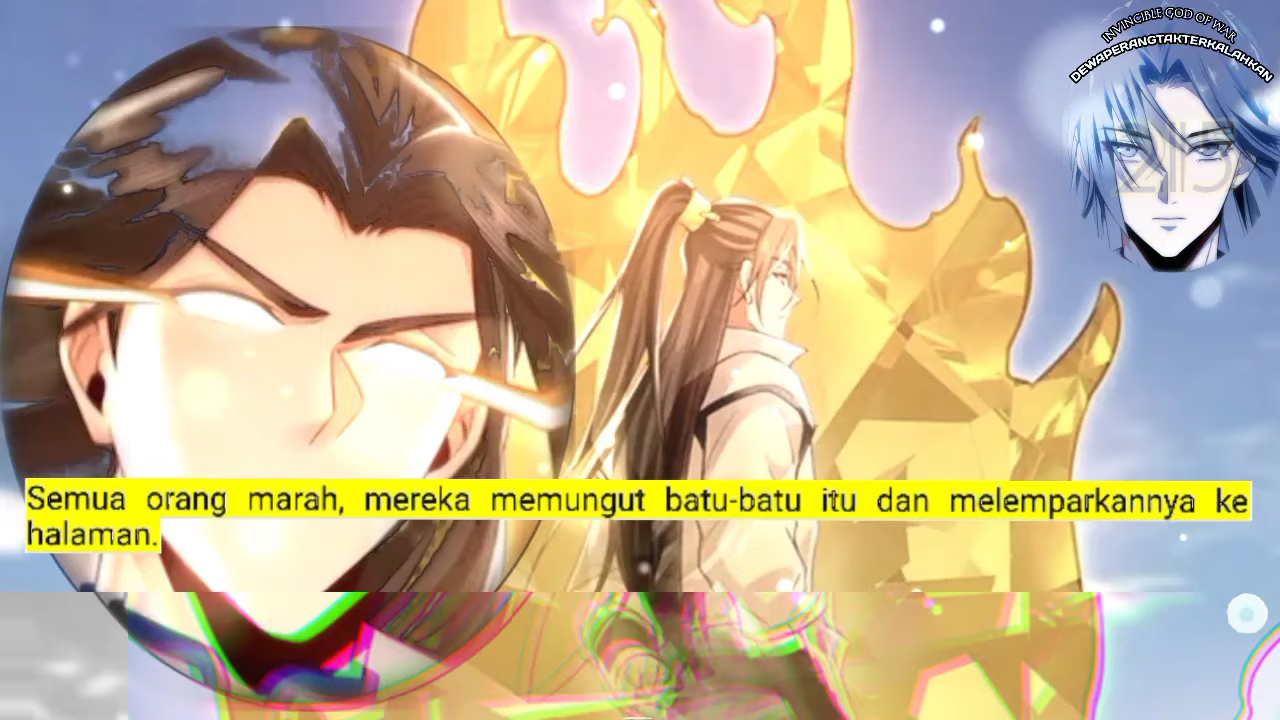 INVINCIBLE GOD OF WAR
DEWAPERANGTAKTERKALAHKAN
Semua orang marah, mereka memungut batu-batu itu dan melemparkannya ke
halaman.